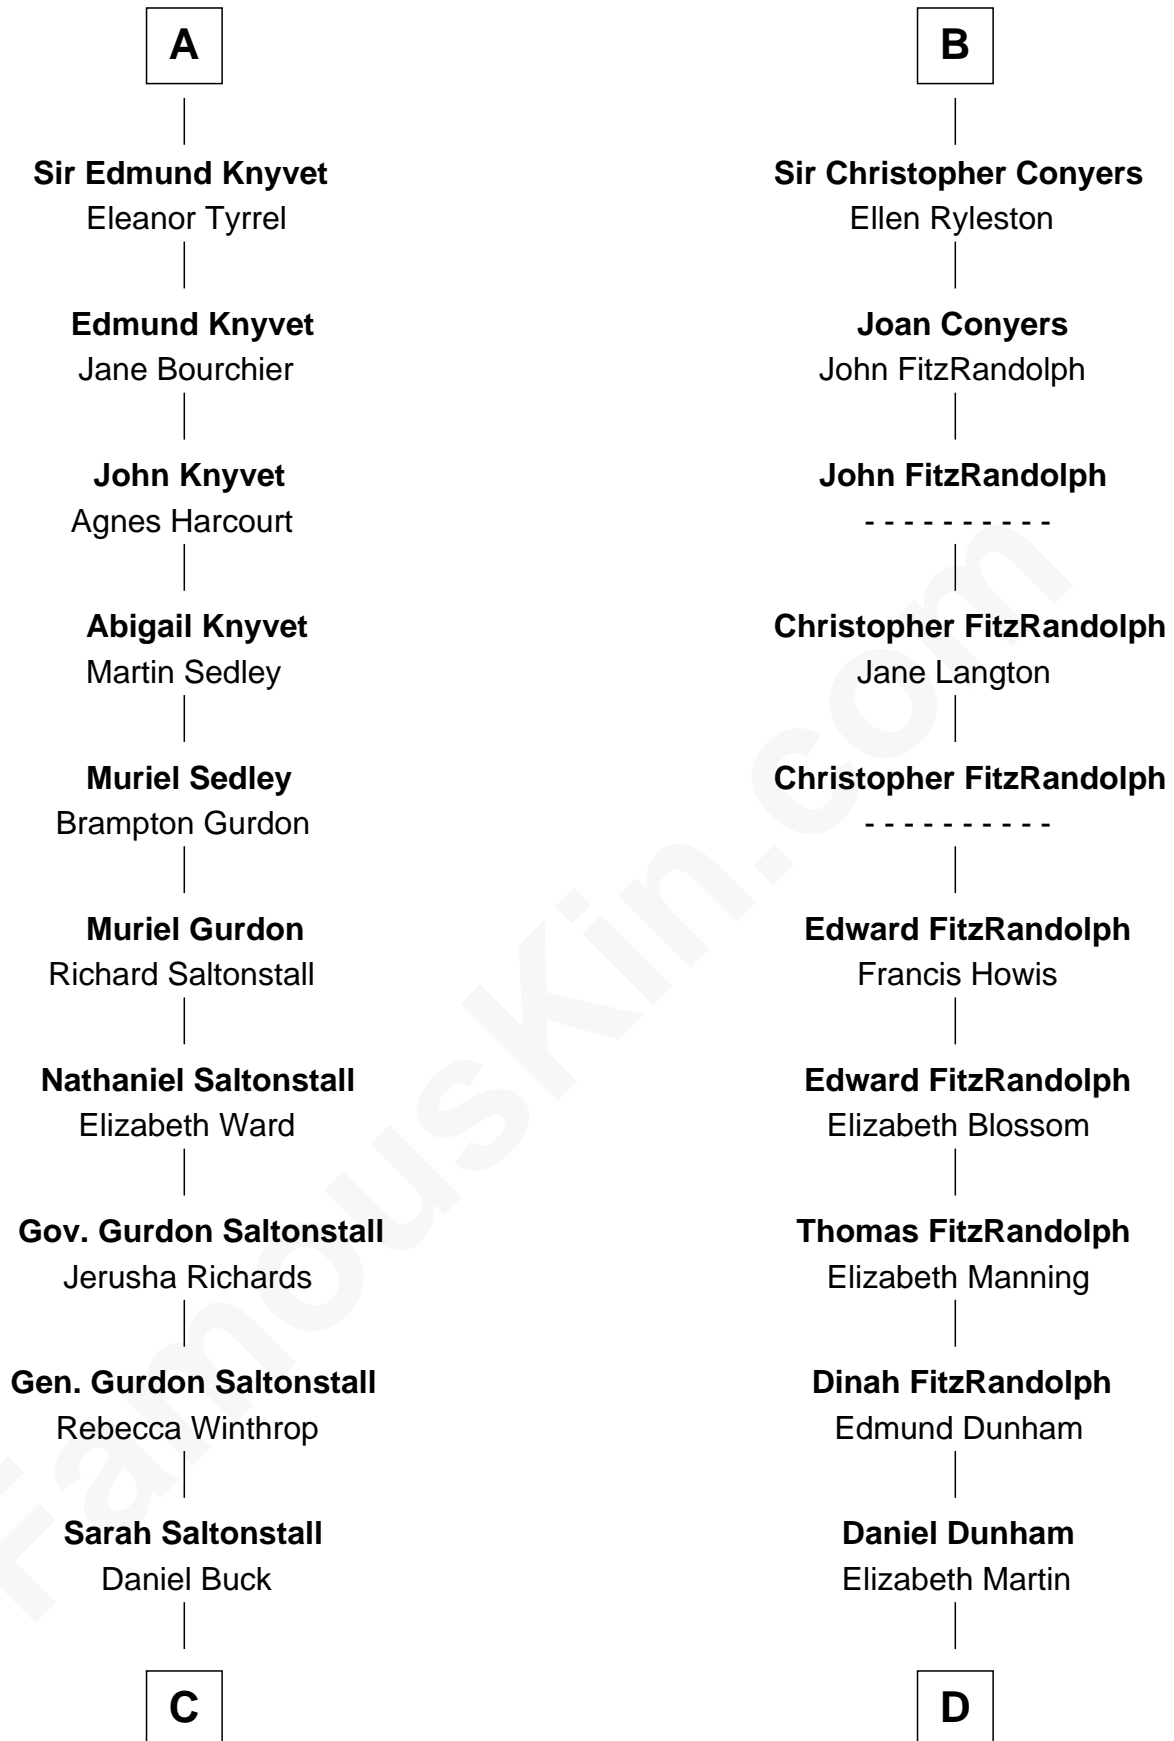 A
Sir Edmund Knyvet
Eleanor Tyrrel
Edmund Knyvet
Jane Bourchier
John Knyvet
Agnes Harcourt
Abigail Knyvet
Martin Sedley
Muriel Sedley
Brampton Gurdon
Muriel Gurdon
Richard Saltonstall
Nathaniel Saltonstall
Elizabeth Ward
Gov. Gurdon Saltonstall
Jerusha Richards
Gen. Gurdon Saltonstall
Rebecca Winthrop
Sarah Saltonstall
Daniel Buck
C
B
Sir Christopher Conyers
Ellen Ryleston
Joan Conyers
John FitzRandolph
John FitzRandolph
- - - - - - - - - -
Christopher FitzRandolph
Jane Langton
Christopher FitzRandolph
- - - - - - - - - -
Edward FitzRandolph
Francis Howis
Edward FitzRandolph
Elizabeth Blossom
Thomas FitzRandolph
Elizabeth Manning
Dinah FitzRandolph
Edmund Dunham
Daniel Dunham
Elizabeth Martin
D
FamousKin.com